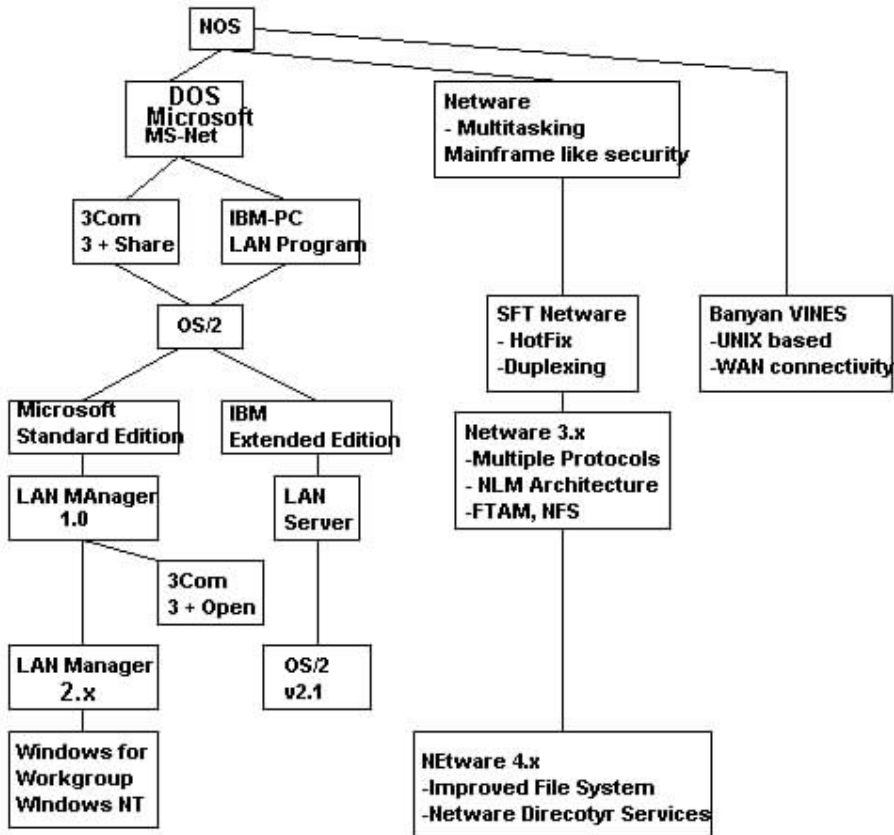 NOS
DOS
Microsoft
MS-Net
Netware
- Multitasking
Mainframe like security
3Com
3 + Share
IBM-PC
LAN Program
OS/2
SFT Netware
- HotFix
-Duplexing
Banyan VINES
-UNIX based
-WAN connectivity
Microsoft
Standard Edition
IBM
Extended Edition
Netware 3.x
-Multiple Protocols
- NLM Architecture
-FTAM, NFS
LAN MAnager
1.0
LAN
Server
3Com
3 + Open
LAN Manager
2.x
OS/2
v2.1
Windows for
Workgroup
WIndows NT
NEtware 4.x
-Improved File System
-Netware Direcotyr Services